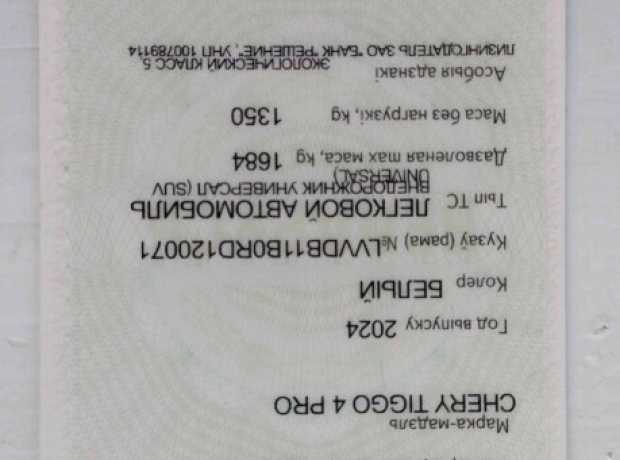 Марка-мадэль
CHERY TIGGO 4 PRO
Год выпуску 2024
Колер БЕЛЫЙ
Кузаў (рама) № LVVDB11B0RD120071
Тып ТС ЛЕГКОВОЙ АВТОМОБИЛЬ
ВНЕДОРОЖНИК УНИВЕРСАЛ (SUV
UNIVERSAL)
Дазволеная max маса, kg 1684
Маса без нагрузкі, kg 1350
Асобыя адзнакі
ЭКОЛОГИЧЕСКИЙ КЛАСС 5,
ЛИЗИНГОДАТЕЛЬ ЗАО "БАНК "РЕШЕНИЕ", УНП 100789114